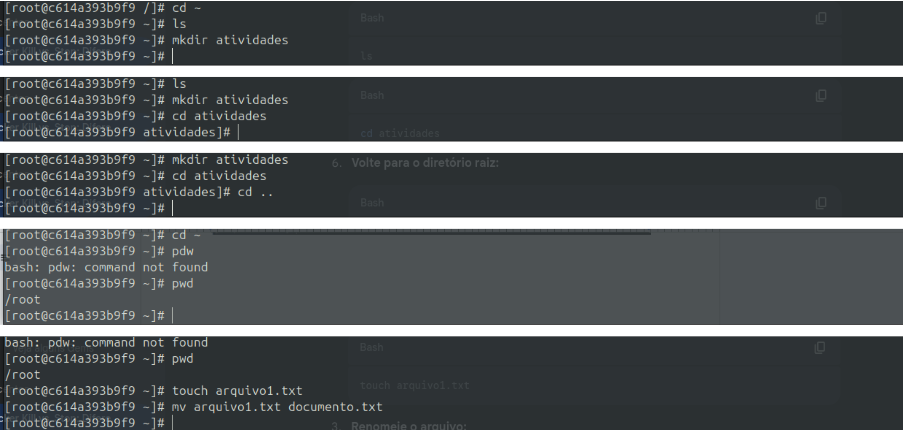 [root@c614a393b9f9 /]# cd ~
Bash
[root@c614a393b9f9 ~]# ls
[root@c614a393b9f9 ~]# mkdir atividades
[root@c614a393b9f9 ~]#
ls
[root@c614a393b9f9 ~]# ls
[root@c614a393b9f9 ~]# mkdir atividades
Bash
[root@c614a393b9f9 ~]# cd atividades
[root@c614a393b9f9 atividades]#
cd atividades
[root@c614a393b9f9 ~]# mkdir atividades
6. Volte para o diretório raiz:
[root@c614a393b9f9 ~]# cd atividades
[root@c614a393b9f9 atividades]# cd ..
[root@c614a393b9f9 ~]#
Bash
[root@c614a393b9f9 ~]# cd ~
[root@c614a393b9f9 ~]# pdw
bash: pdw: command not found
[root@c614a393b9f9 ~]# pwd
/root
[root@c614a393b9f9 ~]#
bash: pdw: command not found
Bash
[root@c614a393b9f9 ~]# pwd
/root
touch arquivo1.txt
[root@c614a393b9f9 ~]# touch arquivo1.txt
[root@c614a393b9f9 ~]# mv arquivo1.txt documento.txt
[root@c614a393b9f9 ~]#
3. Renomeie o arquivo: